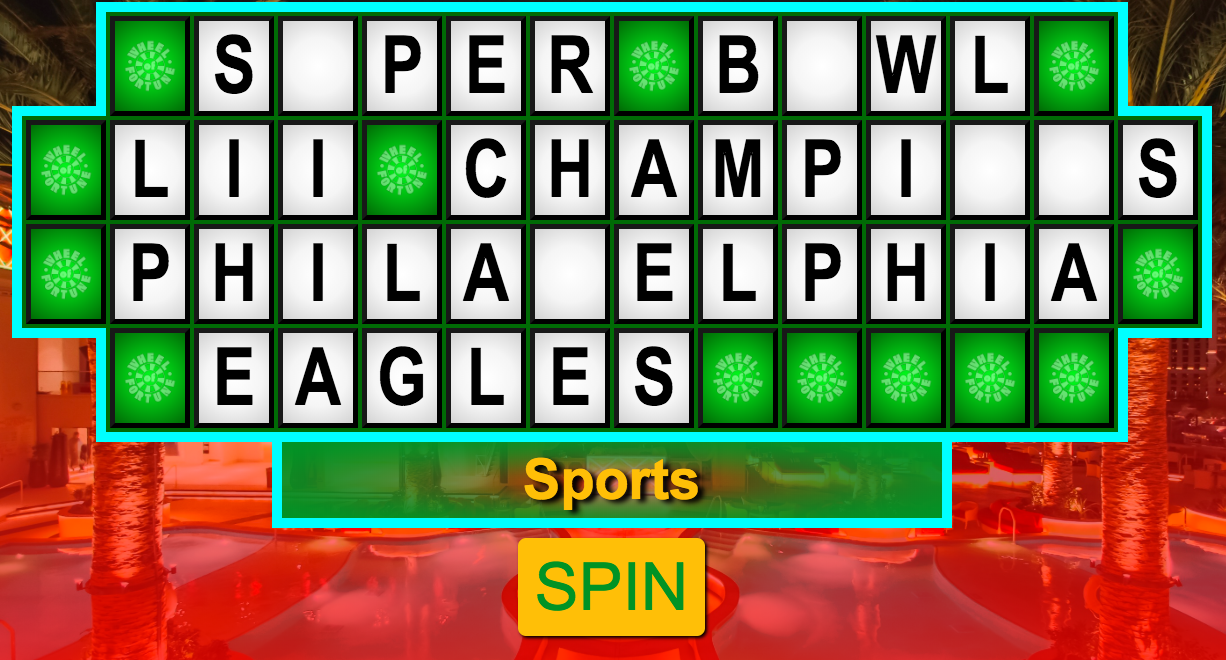 S PER B WL
LII CHAMPI  S
PHILA ELPHIA
EAGLES
Sports
SPIN